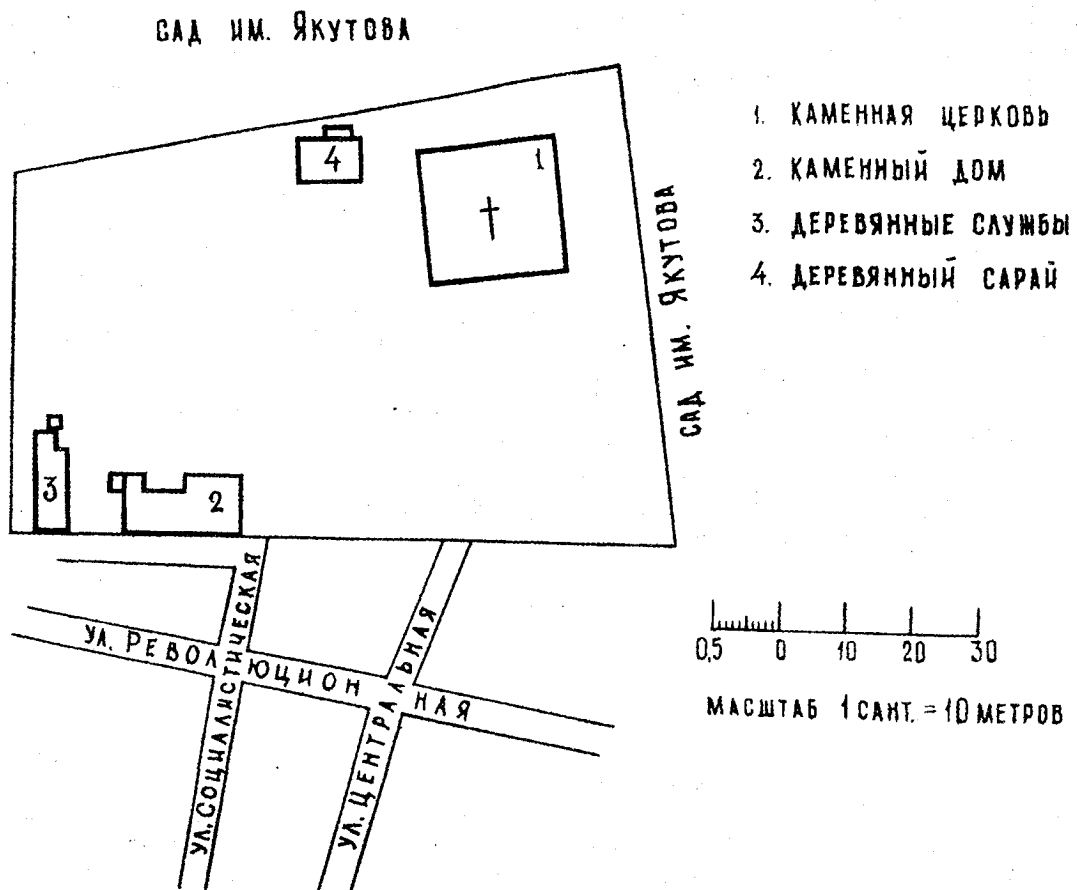 САД ИМ. ЯКУТОВА
4
1
САД ИМ. ЯКУТОВА
3
2
1. КАМЕННАЯ ЦЕРКОВЬ
2. КАМЕННЫЙ ДОМ
3. ДЕРЕВЯННЫЕ СЛУЖБЫ
4. ДЕРЕВЯННЫЙ САРАЙ
УЛ. РЕВОЛЮЦИОННАЯ
УЛ. СОЦИАЛИСТИЧЕСКАЯ
УЛ. ЦЕНТРАЛЬНАЯ
0,5 0 10 20 30
МАСШТАБ 1 САНТ. = 10 МЕТРОВ